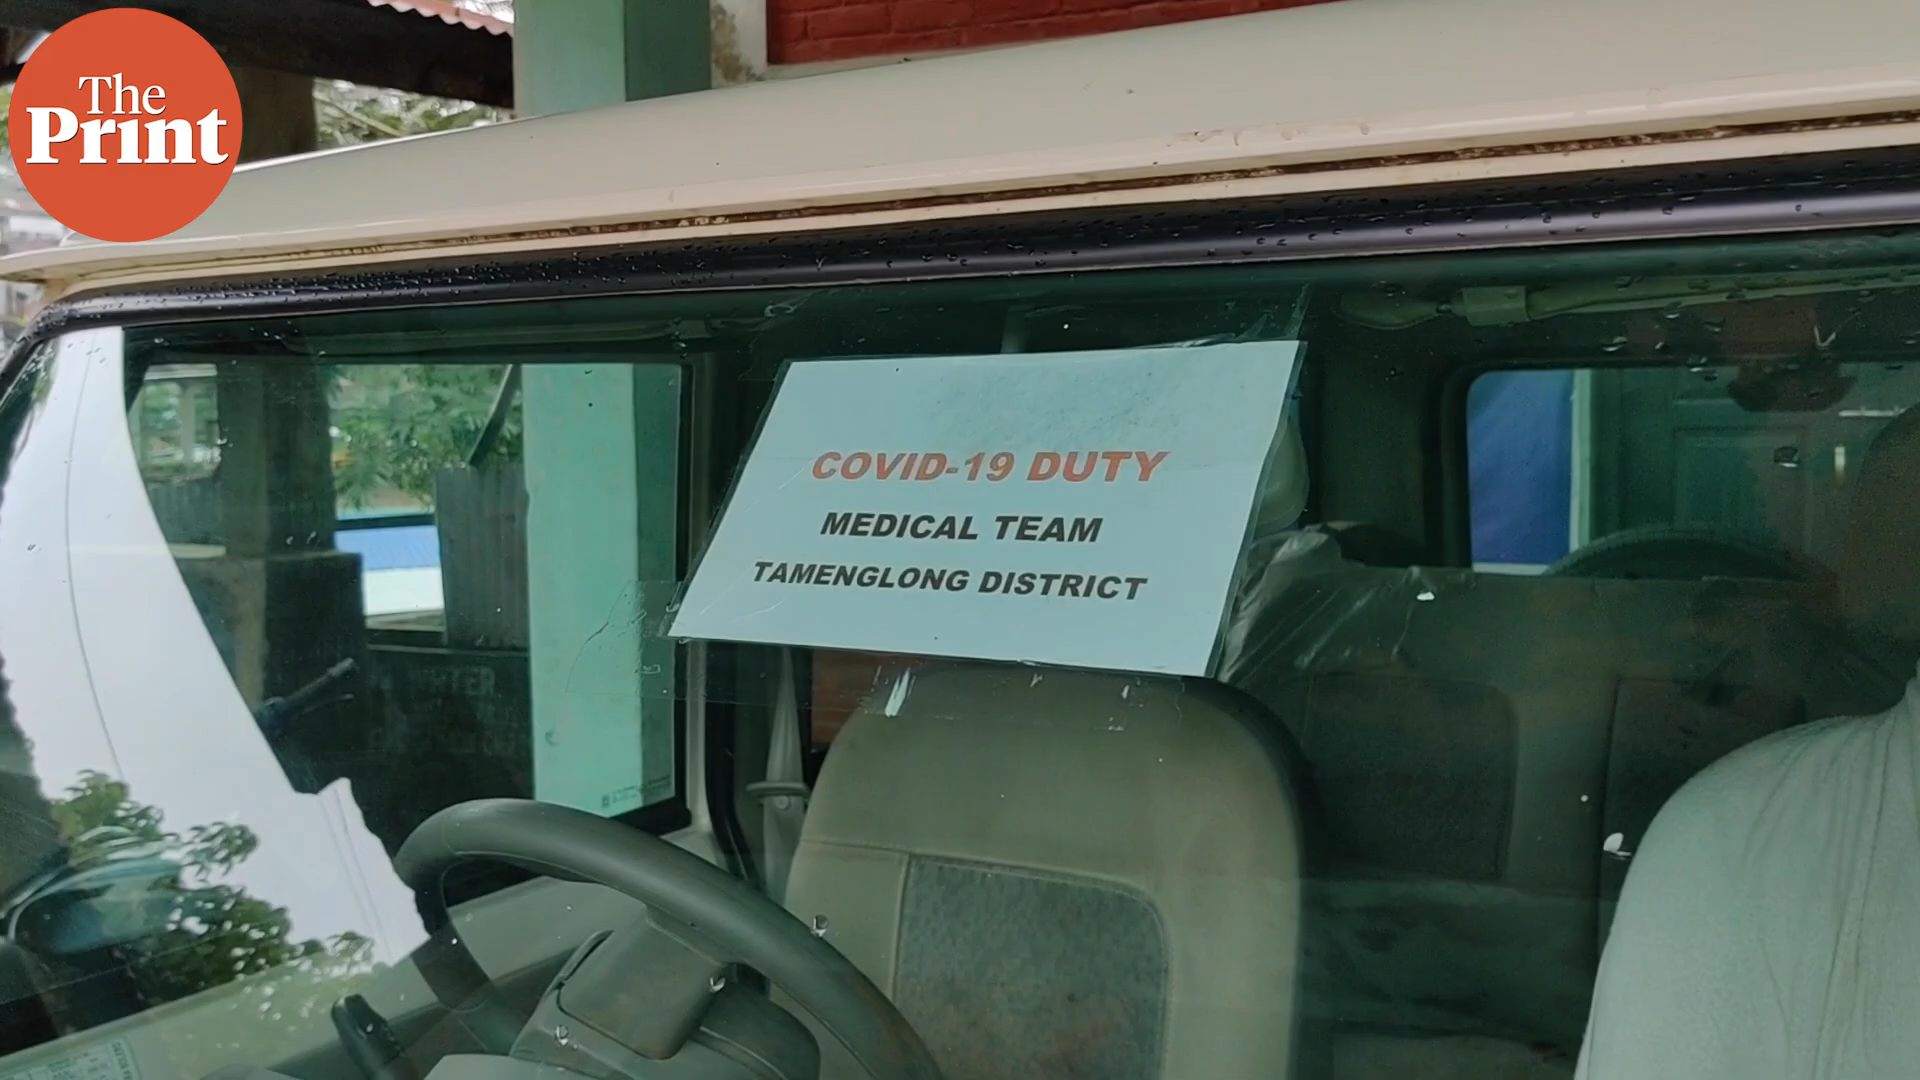 The
Print
COVID-19 DUTY
MEDICAL TEAM
TAMENGLONG DISTRICT